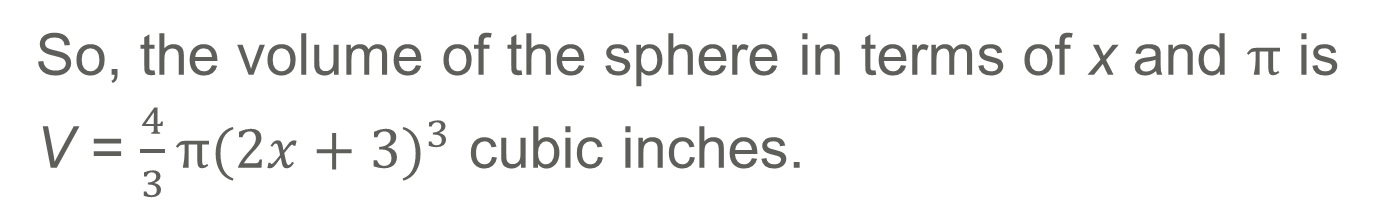 So, the volume of the sphere in terms of x and π is
V = 4/3 π(2x + 3)³ cubic inches.